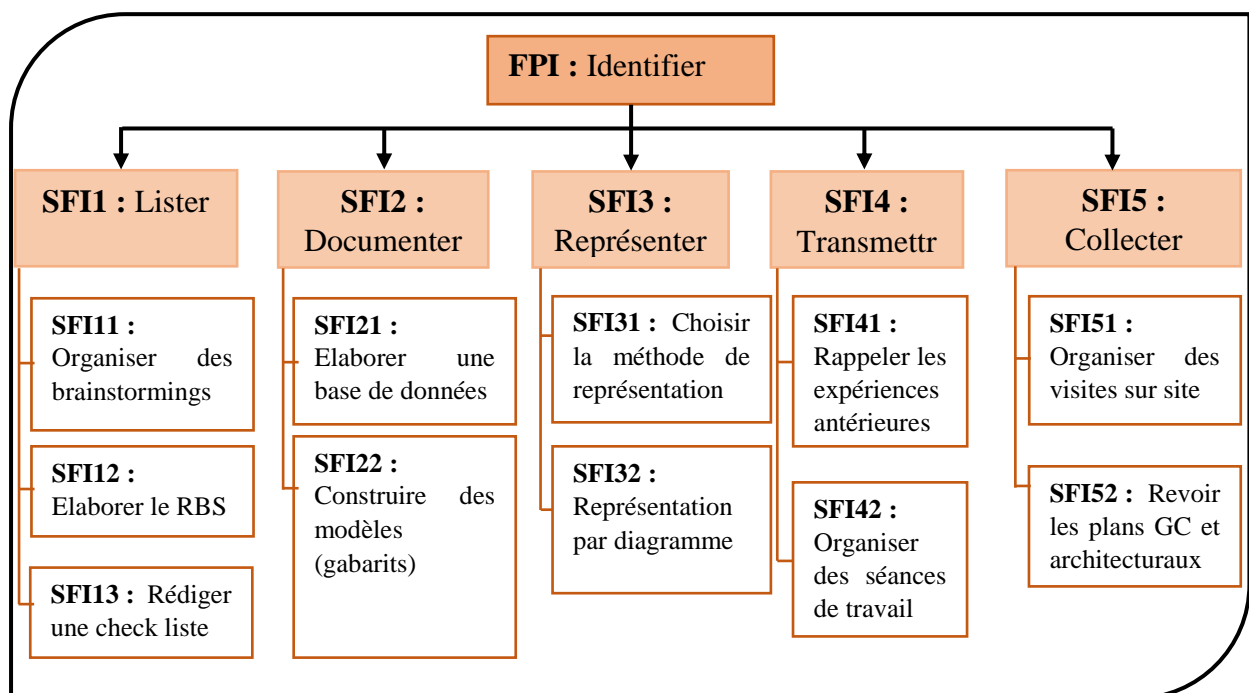 FPI : Identifier
SFI1 : Lister
SFI11 :
Organiser des
brainstormings
SFI12 :
Elaborer le RBS
SFI13 : Rédiger
une check liste
SFI2 :
Documenter
SFI21 :
Elaborer une
base de données
SFI22 :
Construire des
modèles
(gabarits)
SFI3 :
Représenter
SFI31 : Choisir
la méthode de
représentation
SFI32 :
Représentation
par diagramme
SFI4 :
Transmettr
SFI41 :
Rappeler les
expériences
antérieures
SFI42 :
Organiser
des séances
de travail
SFI5 :
Collecter
SFI51 :
Organiser des
visites sur site
SFI52 : Revoir
les plans GC et
architecturaux